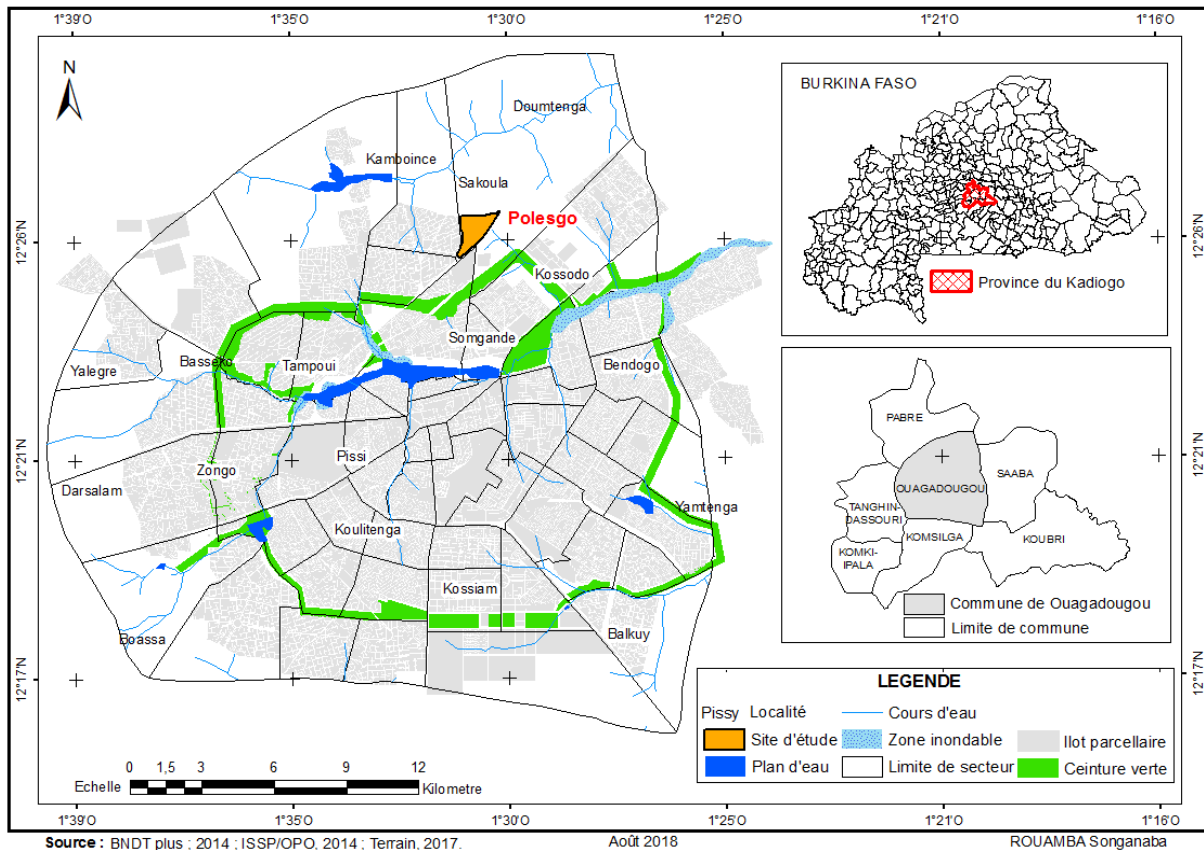 1°39'O 1°35'O 1°30'O 1°25'O 1°21'O 1°16'O
N
Doumtenga
Kamboince
Sakoula
Polesgo
Kossodo
Somgande
Basseko
Tampoui
Yalegre
Bendogo
Pissi
Zongo
Darsalam
Yamtenga
Koulitenga
Kossiam
Boassa
Balkuy
12°26'N
12°21'N
12°17'N
BURKINA FASO
Province du Kadiogo
12°26'N
PABRE
SAABA
OUAGADOUGOU
TANGHIN-
DASSOURI
KOMSILGA
KOUBRI
KOMKI-
IPALA
Commune de Ouagadougou
Limite de commune
12°21'N
12°17'N
LEGENDE
Pissy Localité
Cours d'eau
Site d'étude
Zone inondable
Ilot parcellaire
Plan d'eau
Limite de secteur
Ceinture verte
0 1,5 3 6 9 12
Echelle Kilometre
1°39'O 1°35'O 1°30'O 1°25'O 1°21'O 1°16'O
Source : BNDT plus ; 2014 ; ISSP/OPO, 2014 ; Terrain, 2017. Août 2018 ROUAMBA Songanaba